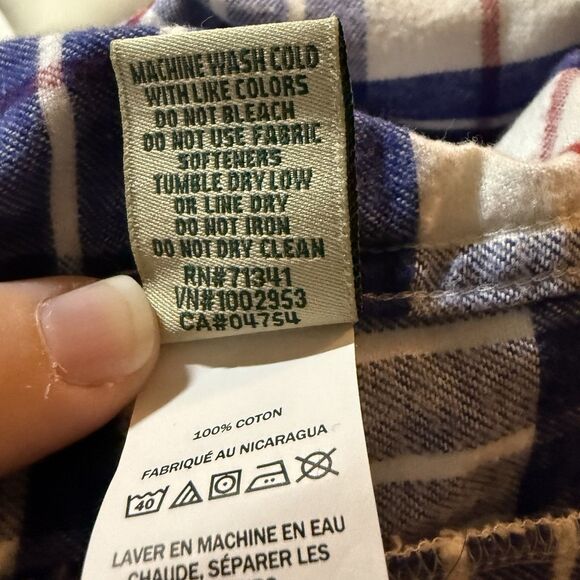 MACHINE WASH COLD
WITH LIKE COLORS
DO NOT BLEACH
DO NOT USE FABRIC
SOFTENERS
TUMBLE DRY LOW
OR LINE DRY
DO NOT IRON
DO NOT DRY CLEAN
RN#71341
VN#1002953
CA#04754
100% COTON
FABRIQUÉ AU NICARAGUA
40
LAVER EN MACHINE EN EAU
CHAUDE, SÉPARER LES